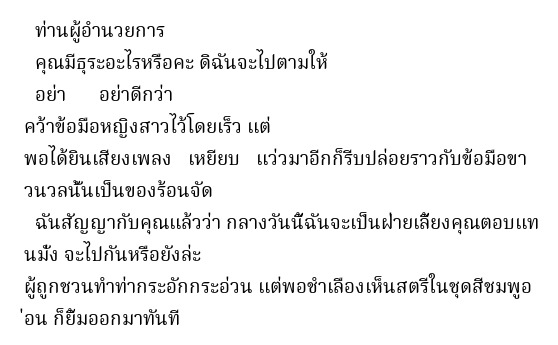 ท่านผู้อำนวยการ
คุณมีธุระอะไรหรือคะ ดิฉันจะไปตามให้
อย่า อย่าดีกว่า
คว้าข้อมือหญิงสาวไว้โดยเร็ว แต่
พอได้ยินเสียงเพลง เหยียบ แว่วมาอีกก็รีบปล่อยราวกับข้อมือขา
วนวลนั้นเป็นของร้อนจัด
ฉันสัญญากับคุณแล้วว่า กลางวันนี้ฉันจะเป็นฝ่ายเลี้ยงคุณตอบแท
นมั่ง จะไปกันหรือยังล่ะ
ผู้ถูกชวนทำท่ากระอักกระอ่วน แต่พอชำเลืองเห็นสตรีในชุดสีชมพูอ
่อน ก็ยิ้มออกมาทันที